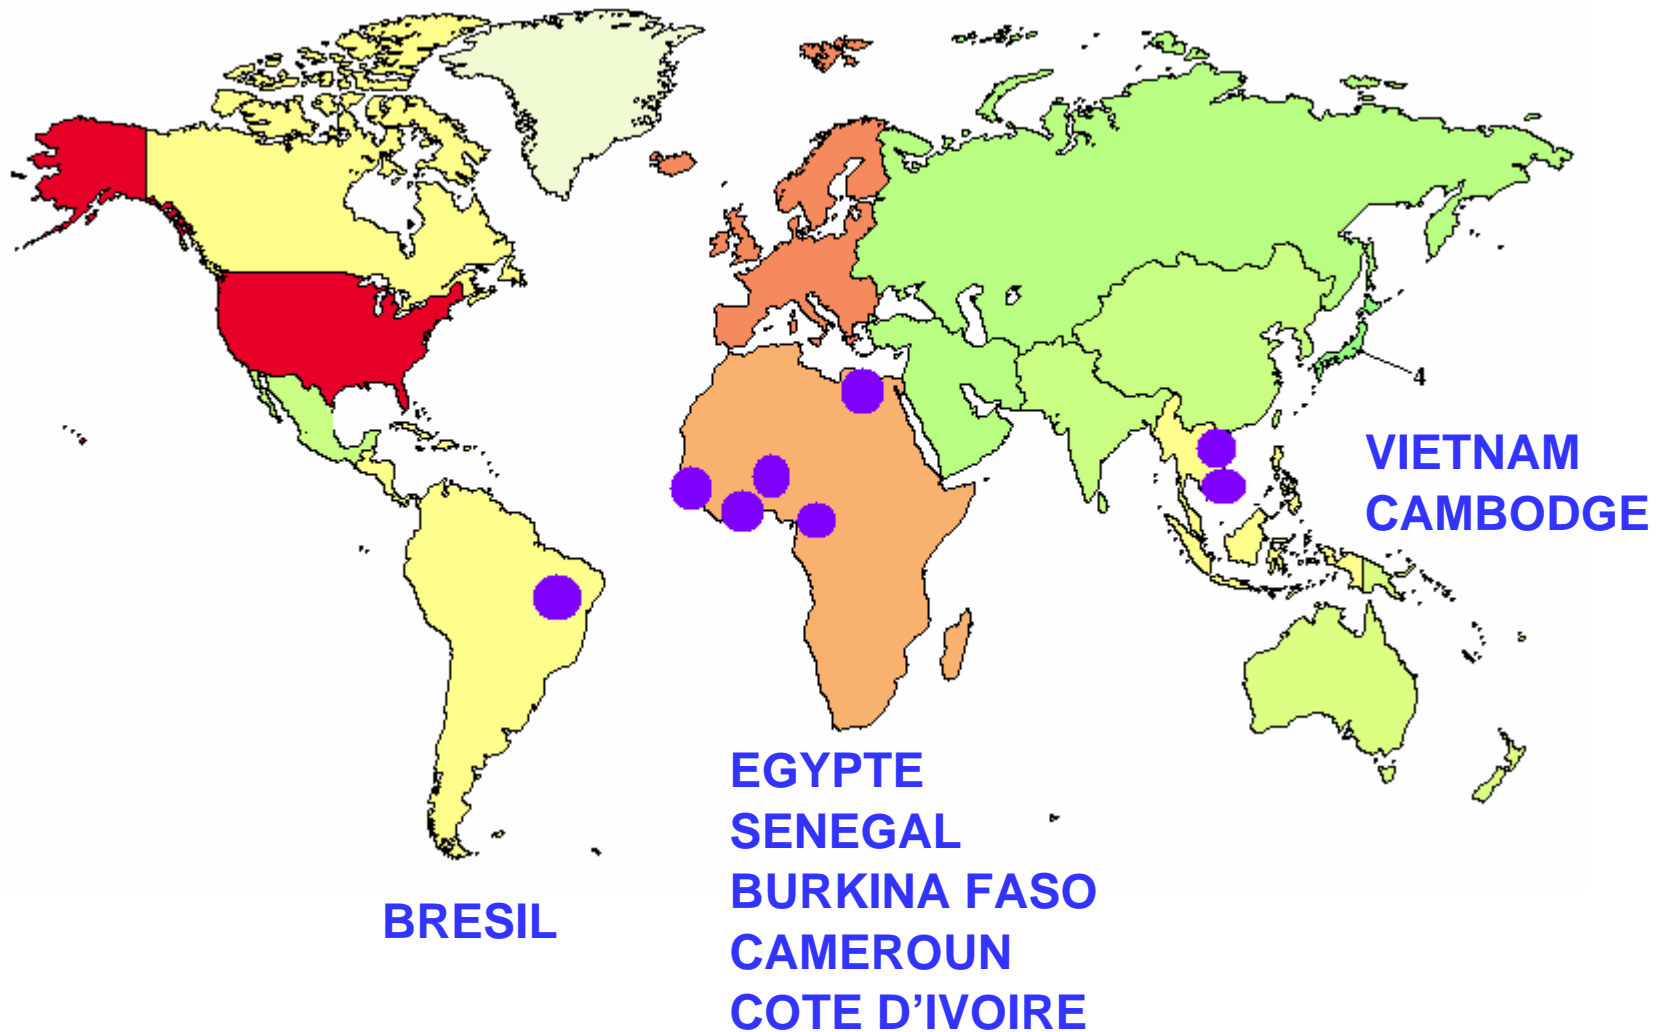 4
VIETNAM
CAMBODGE
EGYPTE
SENEGAL
BURKINA FASO
CAMEROUN
COTE D’IVOIRE
BRESIL